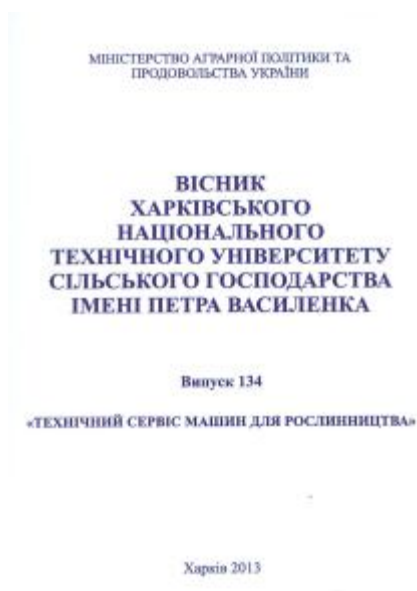 МІНІСТЕРСТВО АГРАРНОЇ ПОЛІТИКИ ТА
ПРОДОВОЛЬСТВА УКРАЇНИ
ВІСНИК
ХАРКІВСЬКОГО
НАЦІОНАЛЬНОГО
ТЕХНІЧНОГО УНІВЕРСИТЕТУ
СІЛЬСЬКОГО ГОСПОДАРСТВА
ІМЕНІ ПЕТРА ВАСИЛЕНКА
Випуск 134
«ТЕХНІЧНИЙ СЕРВІС МАШИН ДЛЯ РОСЛИННИЦТВА»
Харків 2013